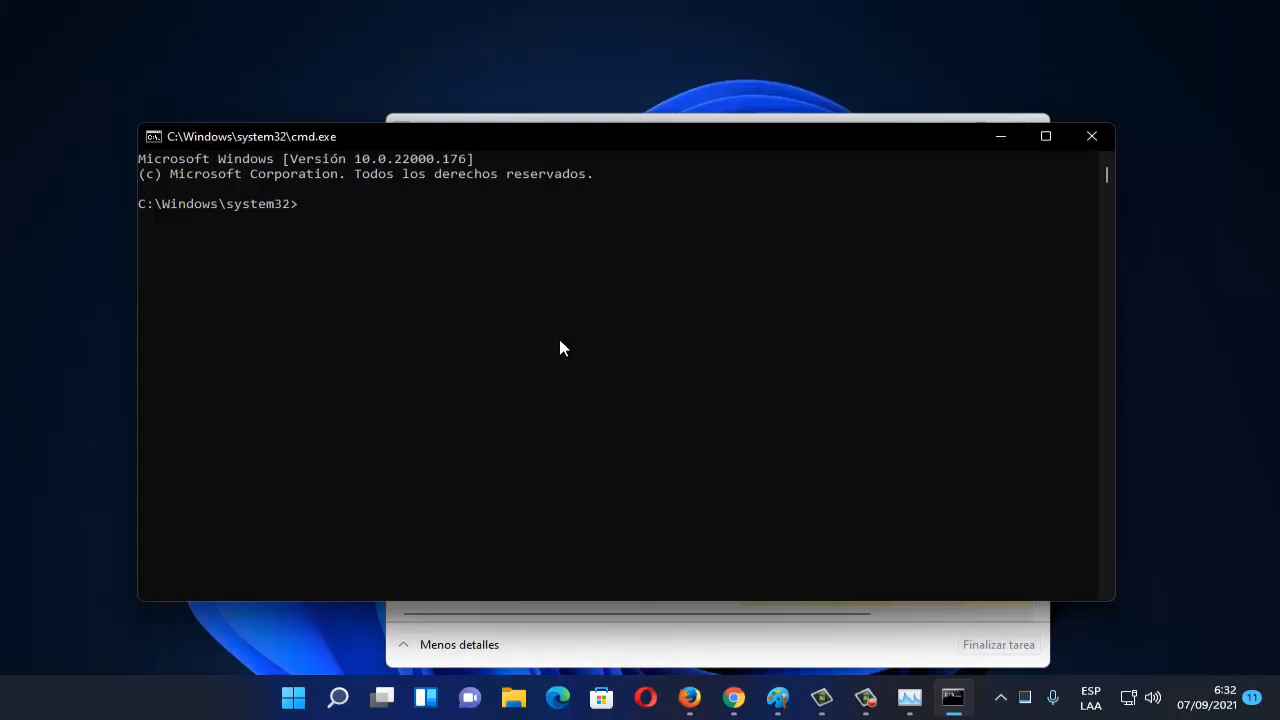 C:\Windows\system32\cmd.exe
Microsoft Windows [Versión 10.0.22000.176]
(c) Microsoft Corporation. Todos los derechos reservados.
C:\Windows\system32>
Menos detalles
Finalizar tarea
ESP
LAA
6:32
07/09/2021
11